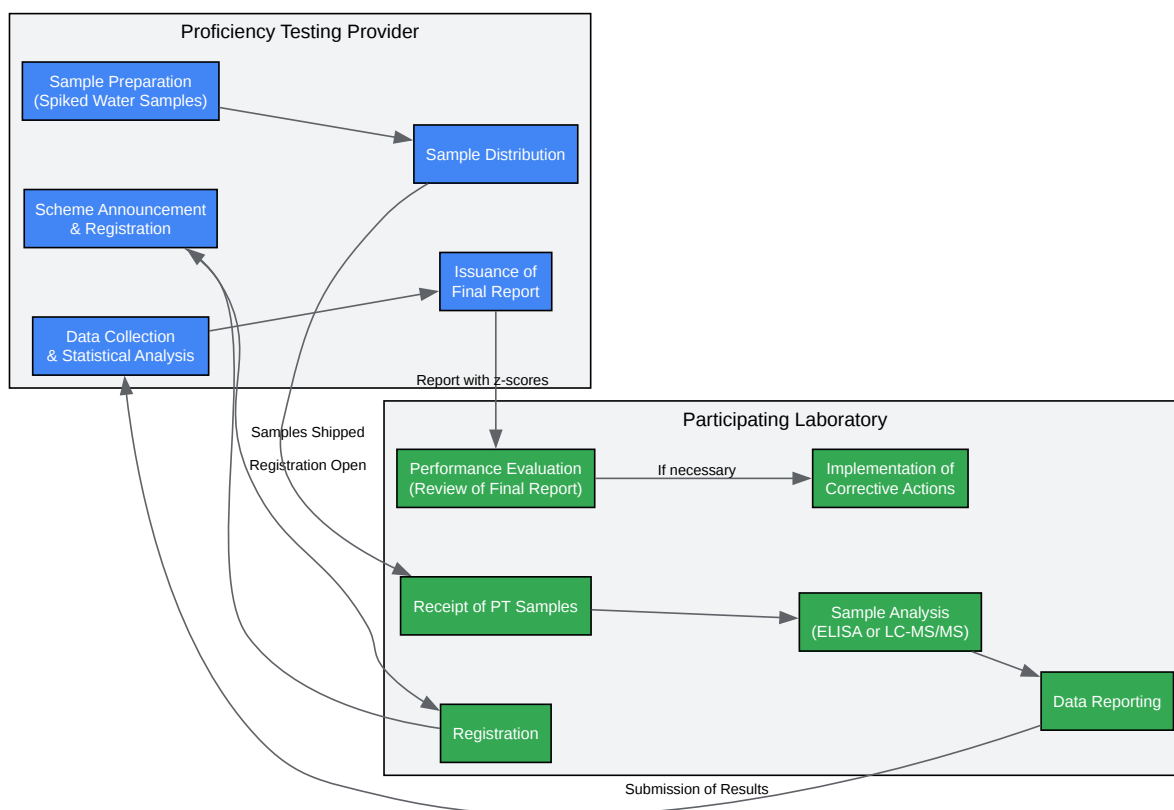 Proficiency Testing Provider
Sample Preparation
(Spiked Water Samples)
Sample Distribution
Scheme Announcement
& Registration
Issuance of
Final Report
Data Collection
& Statistical Analysis
Report with z-scores
Participating Laboratory
Samples Shipped
Registration Open
Performance Evaluation
(Review of Final Report)
If necessary
Implementation of
Corrective Actions
Receipt of PT Samples
Sample Analysis
(ELISA or LC-MS/MS)
Data Reporting
Registration
Submission of Results